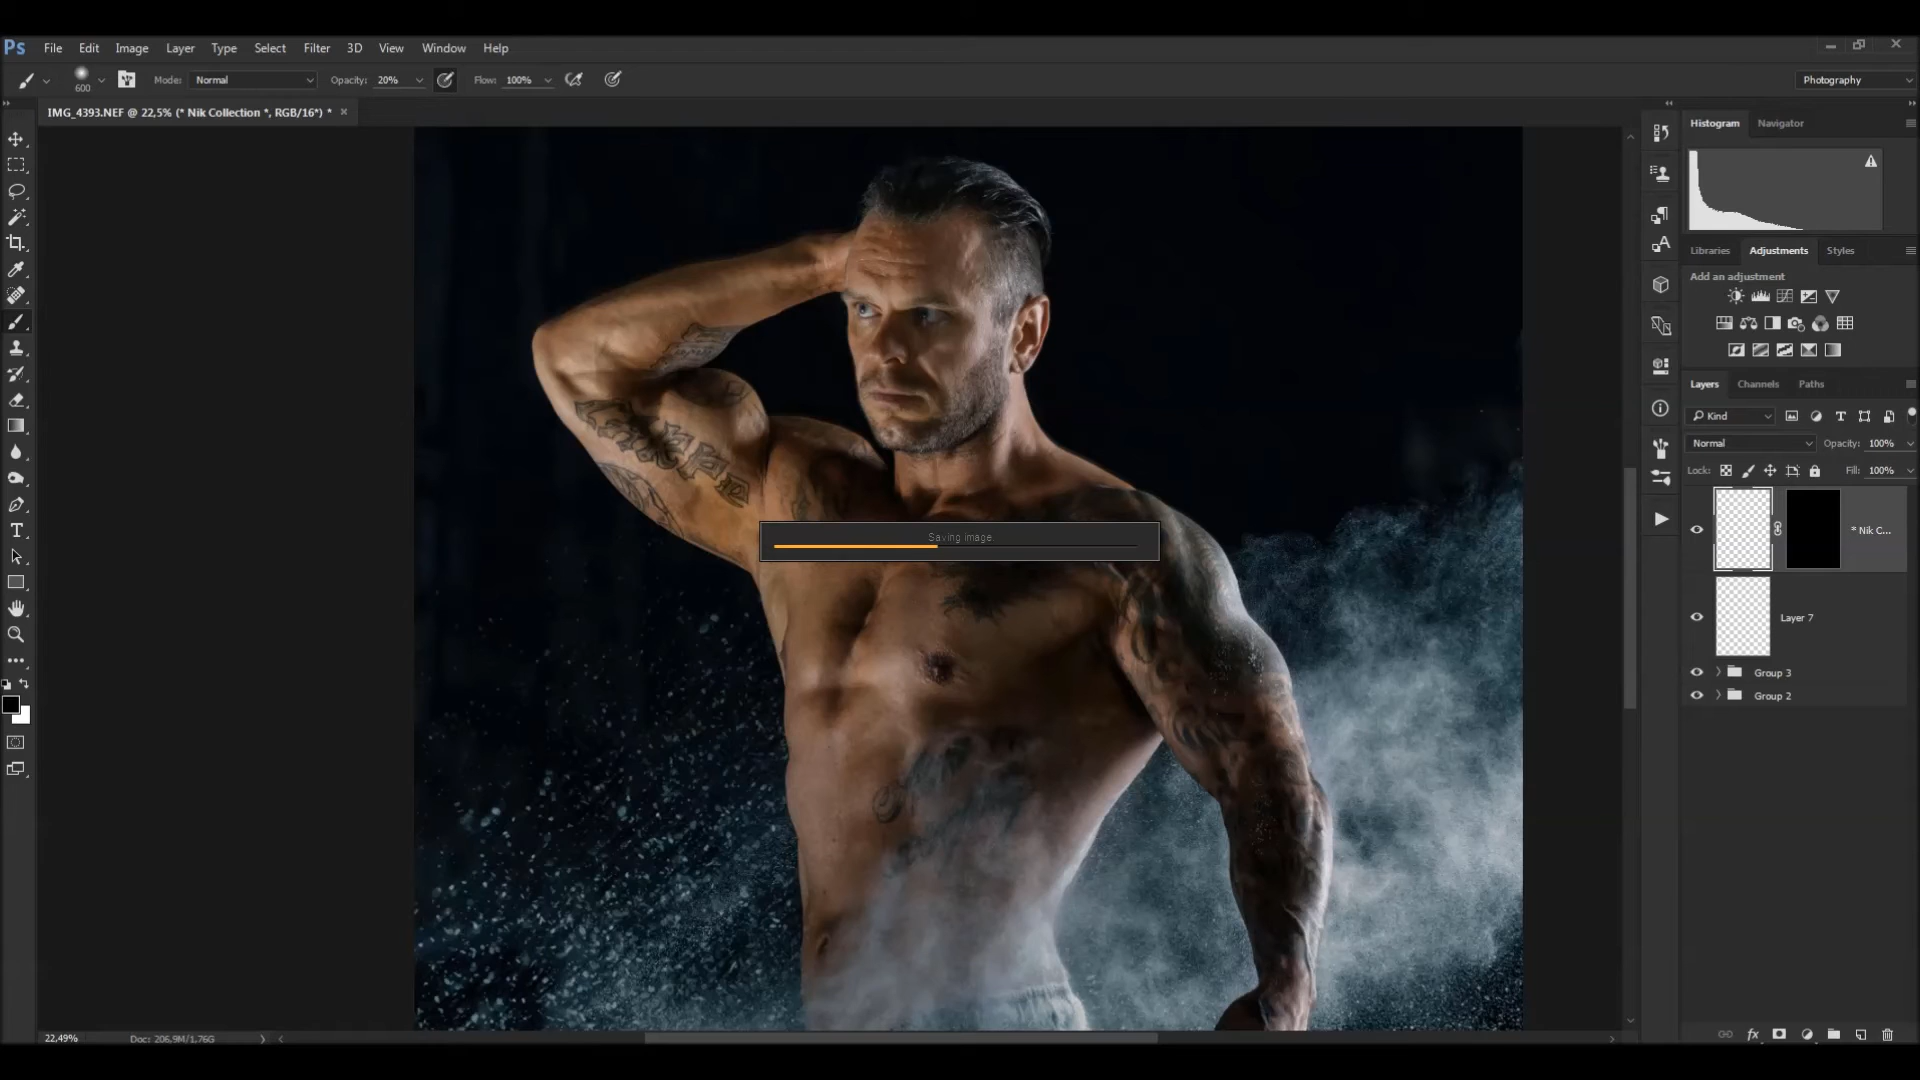 Ps File Edit Image Layer Type Select Filter 3D View Window Help
600 Mode: Normal Opacity: 20% Flow: 100% Photography
IMG_4393.NEF @ 22,5% (* Nik Collection *, RGB/16*) * ×
Histogram Navigator
Libraries Adjustments Styles
Add an adjustment
Layers Channels Paths
Kind
Normal Opacity: 100%
Lock: Fill: 100%
* Nik C...
Layer 7
Group 3
Group 2
Saving image.
22,49% Doc: 206,9M/1,76G